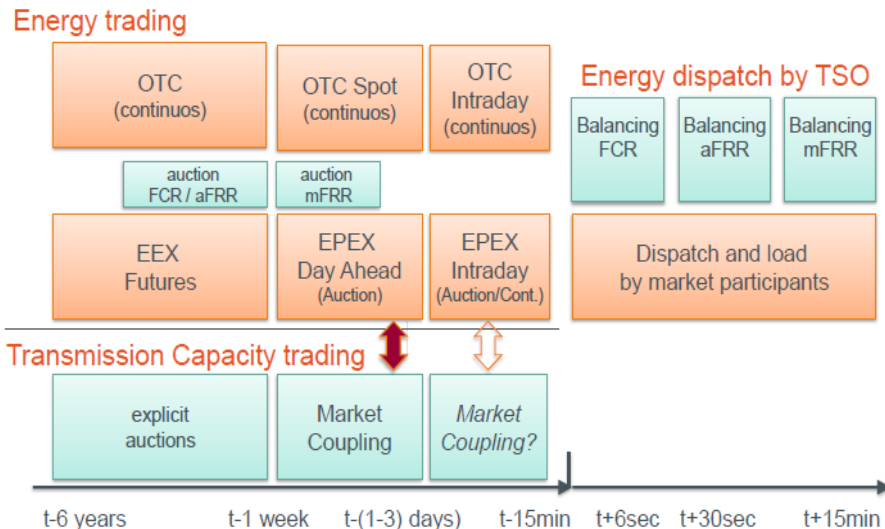 Energy trading
OTC
(continuos)
OTC Spot
(continuos)
OTC
Intraday
(continuos)
Energy dispatch by TSO
Balancing
FCR
Balancing
aFRR
Balancing
mFRR
auction
FCR / aFRR
auction
mFRR
EEX
Futures
EPEX
Day Ahead
(Auction)
EPEX
Intraday
(Auction/Cont.)
Dispatch and load
by market participants
Transmission Capacity trading
explicit
auctions
Market
Coupling
Market
Coupling?
t-6 years
t-1 week
t-(1-3) days)
t-15min
t+6sec
t+30sec
t+15min